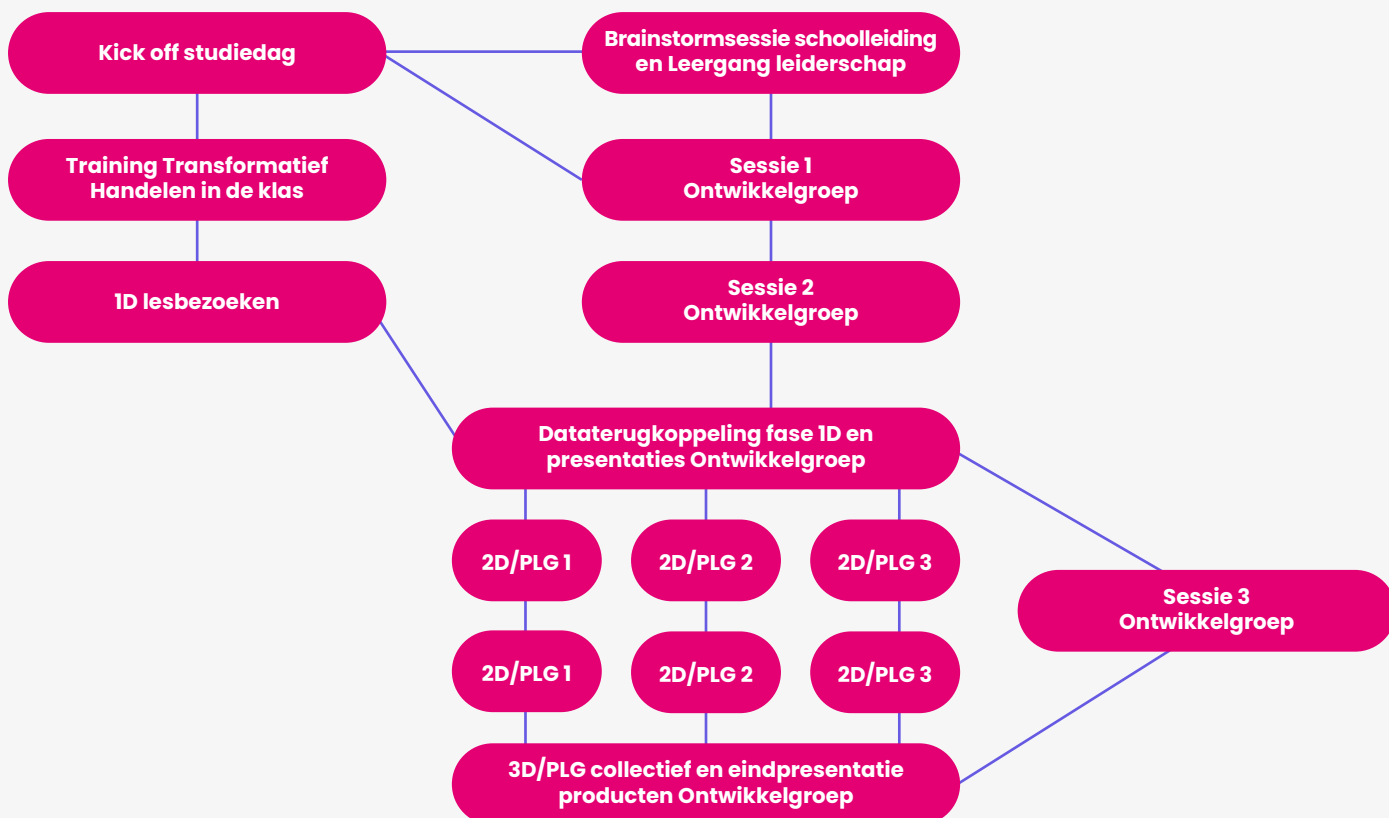 Kick off studiedag
Brainstormsessie schoolleiding
en Leergang leiderschap
Training Transformatief
Handelen in de klas
Sessie 1
Ontwikkelgroep
1D lesbezoeken
Sessie 2
Ontwikkelgroep
Dataterugkoppeling fase 1D en
presentaties Ontwikkelgroep
2D/PLG 1
2D/PLG 2
2D/PLG 3
Sessie 3
Ontwikkelgroep
2D/PLG 1
2D/PLG 2
2D/PLG 3
3D/PLG collectief en eindpresentatie
producten Ontwikkelgroep